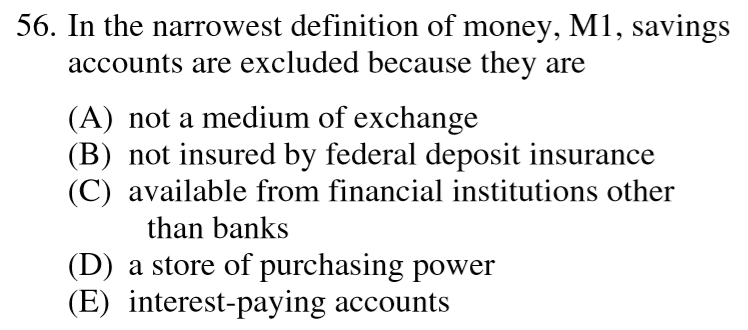 56. In the narrowest definition of money, M1, savings
accounts are excluded because they are
(A) not a medium of exchange
(B) not insured by federal deposit insurance
(C) available from financial institutions other
than banks
(D) a store of purchasing power
(E) interest-paying accounts